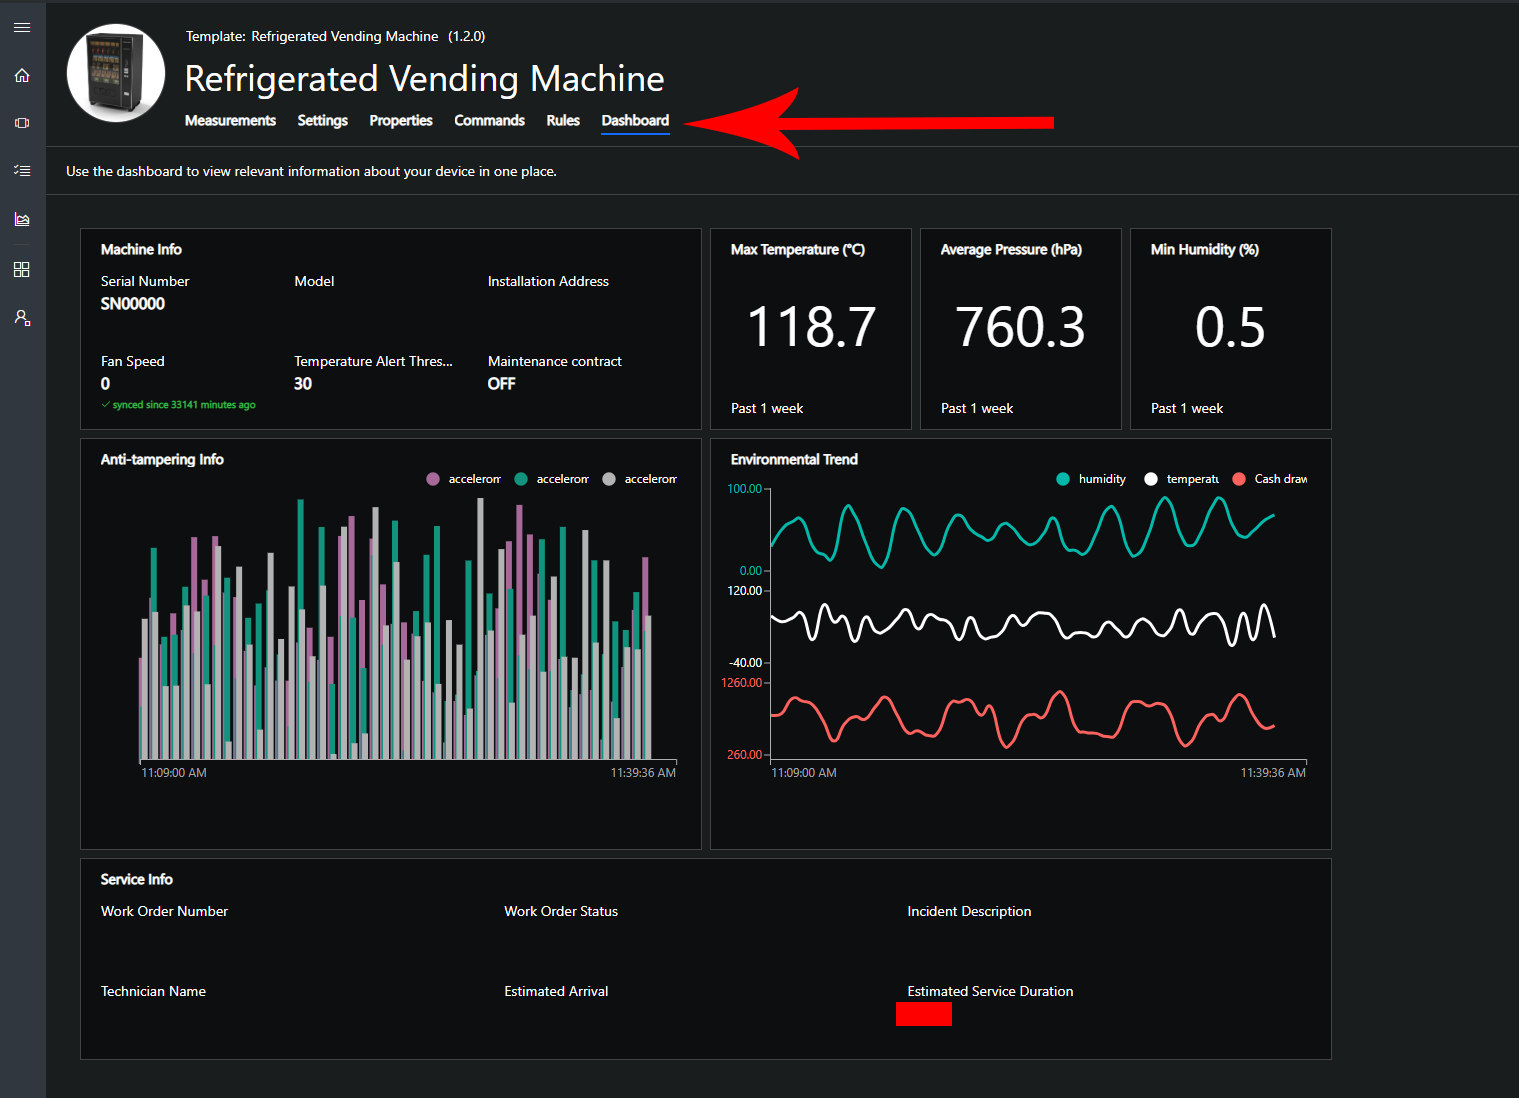 Template: Refrigerated Vending Machine (1.2.0)
Refrigerated Vending Machine
Measurements Settings Properties Commands Rules Dashboard
Use the dashboard to view relevant information about your device in one place.
Machine Info
Serial Number Model Installation Address
SN00000
Fan Speed Temperature Alert Thres... Maintenance contract
0 30 OFF
synced since 33141 minutes ago
Max Temperature (°C)
118.7
Past 1 week
Average Pressure (hPa)
760.3
Past 1 week
Min Humidity (%)
0.5
Past 1 week
Anti-tampering Info
accelerom accelerom accelerom
11:09:00 AM 11:39:36 AM
Environmental Trend
humidity temperatu Cash draw
100.00
0.00
120.00
-40.00
1260.00
260.00
11:09:00 AM 11:39:36 AM
Service Info
Work Order Number Work Order Status Incident Description
Technician Name Estimated Arrival Estimated Service Duration